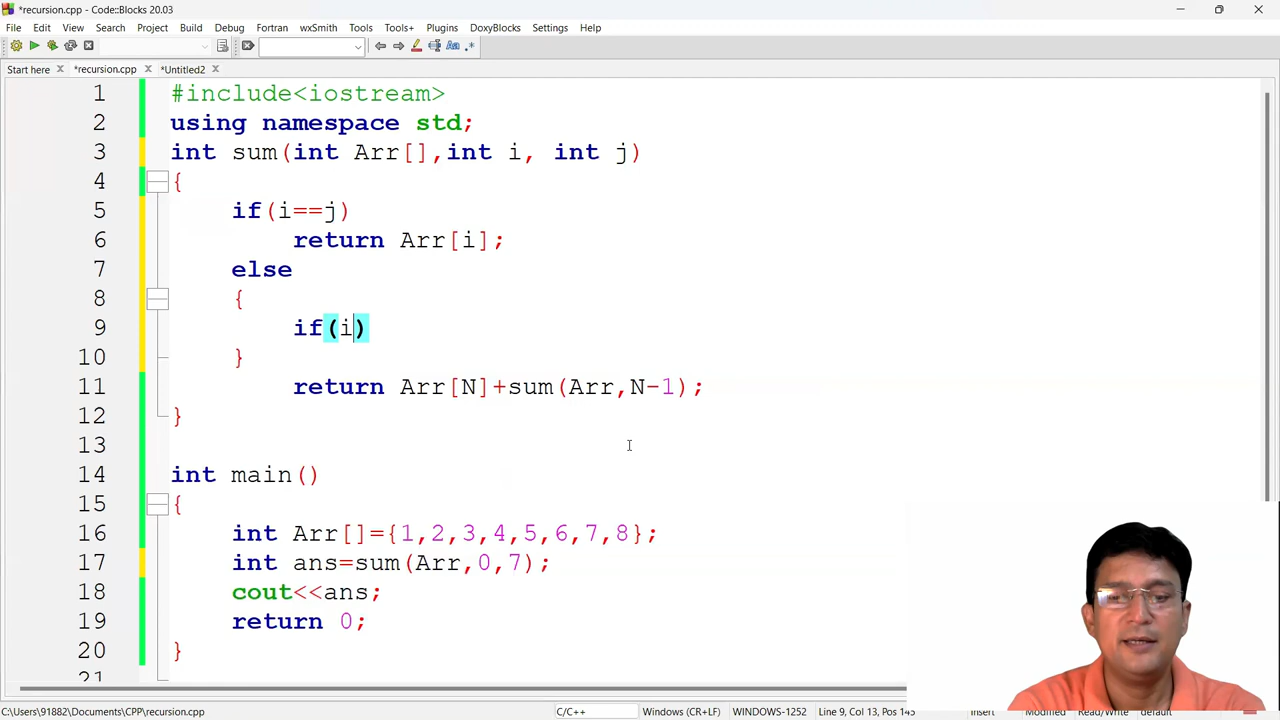 *recursion.cpp - Code::Blocks 20.03
File Edit View Search Project Build Debug Fortran wxSmith Tools Tools+ Plugins DoxyBlocks Settings Help
Start here *recursion.cpp *Untitled2
1 #include<iostream>
2 using namespace std;
3 int sum(int Arr[],int i, int j)
4 {
5 if(i==j)
6 return Arr[i];
7 else
8 {
9 if(i)
10 }
11 return Arr[N]+sum(Arr,N-1);
12 }
13
14 int main()
15 {
16 int Arr[]={1,2,3,4,5,6,7,8};
17 int ans=sum(Arr,0,7);
18 cout<<ans;
19 return 0;
20 }
21
C:\Users\91882\Documents\CPP\recursion.cpp C/C++ Windows (CR+LF) WINDOWS-1252 Line 9, Col 13, Pos 145 Insert Modified Read/Write default